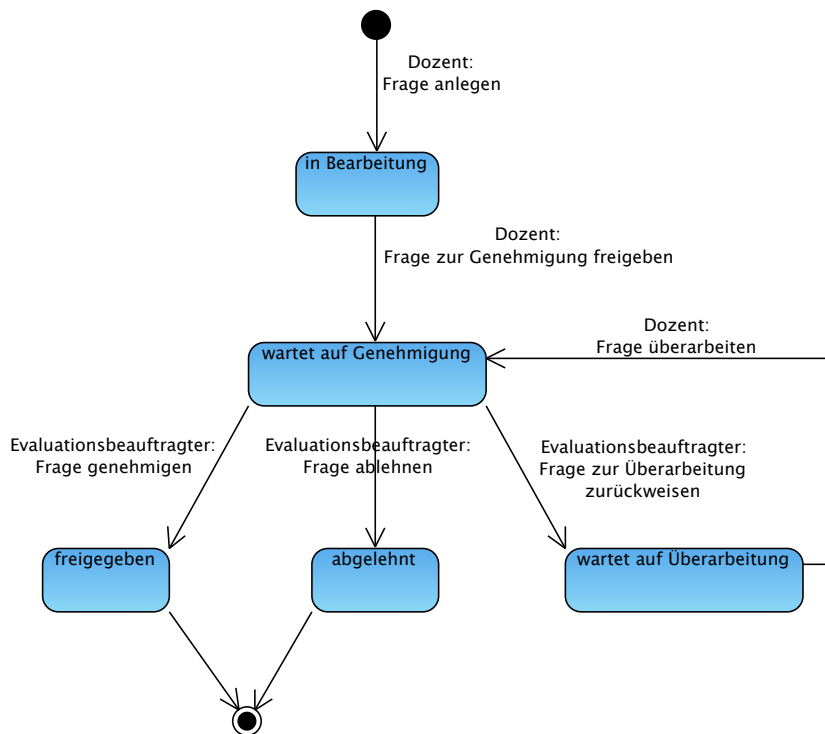 Dozent:
Frage anlegen
in Bearbeitung
Dozent:
Frage zur Genehmigung freigeben
Dozent:
Frage überarbeiten
wartet auf Genehmigung
Evaluationsbeauftragter:
Frage genehmigen
Evaluationsbeauftragter:
Frage ablehnen
Evaluationsbeauftragter:
Frage zur Überarbeitung
zurückweisen
freigegeben
abgelehnt
wartet auf Überarbeitung